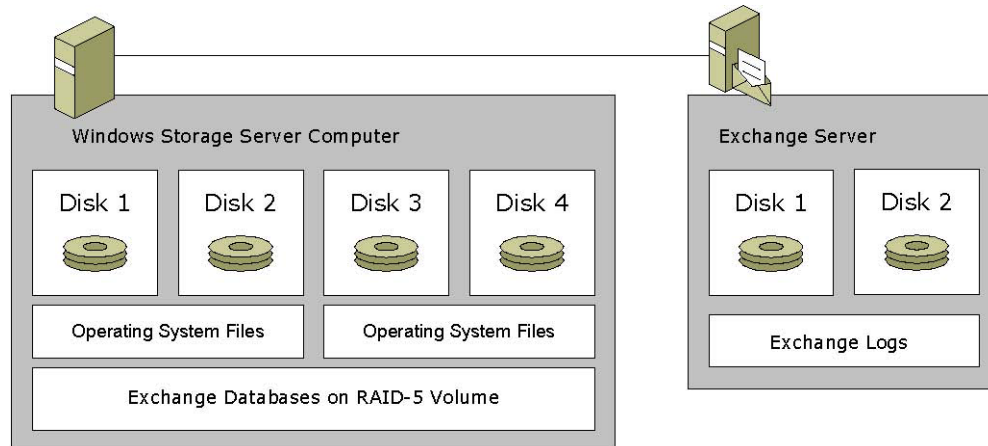 Windows Storage Server Computer
Disk 1
Disk 2
Disk 3
Disk 4
Operating System Files
Operating System Files
Exchange Databases on RAID-5 Volume
Exchange Server
Disk 1
Disk 2
Exchange Logs